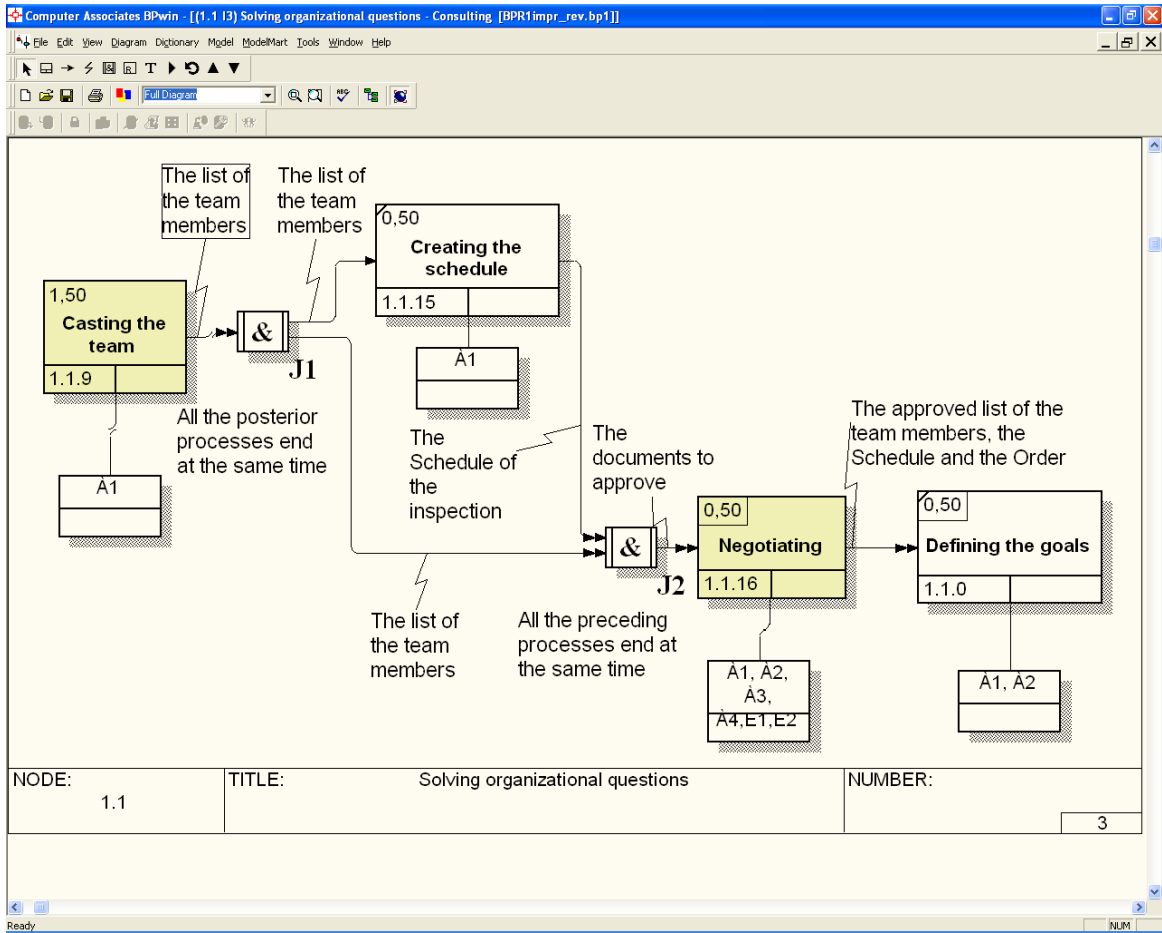 Computer Associates BPwin - [(1.1 I3) Solving organizational questions - Consulting [BPR1impr_rev.bp1]]
File Edit View Diagram Dictionary Model ModelMart Tools Window Help
& R T
Full Diagram
ABC
The list of
the team
members
The list of
the team
members
0,50
Creating the
schedule
1.1.15
À1
1,50
Casting the
team
1.1.9
À1
&
J1
All the posterior
processes end
at the same time
The
Schedule of
the
inspection
The
documents to
approve
The list of
the team
members
&
J2
All the preceding
processes end at
the same time
0,50
Negotiating
1.1.16
À1, À2,
À3,
À4,E1,E2
The approved list of the
team members, the
Schedule and the Order
0,50
Defining the goals
1.1.0
À1, À2
NODE:
1.1
TITLE:
Solving organizational questions
NUMBER:
3
Ready
NUM